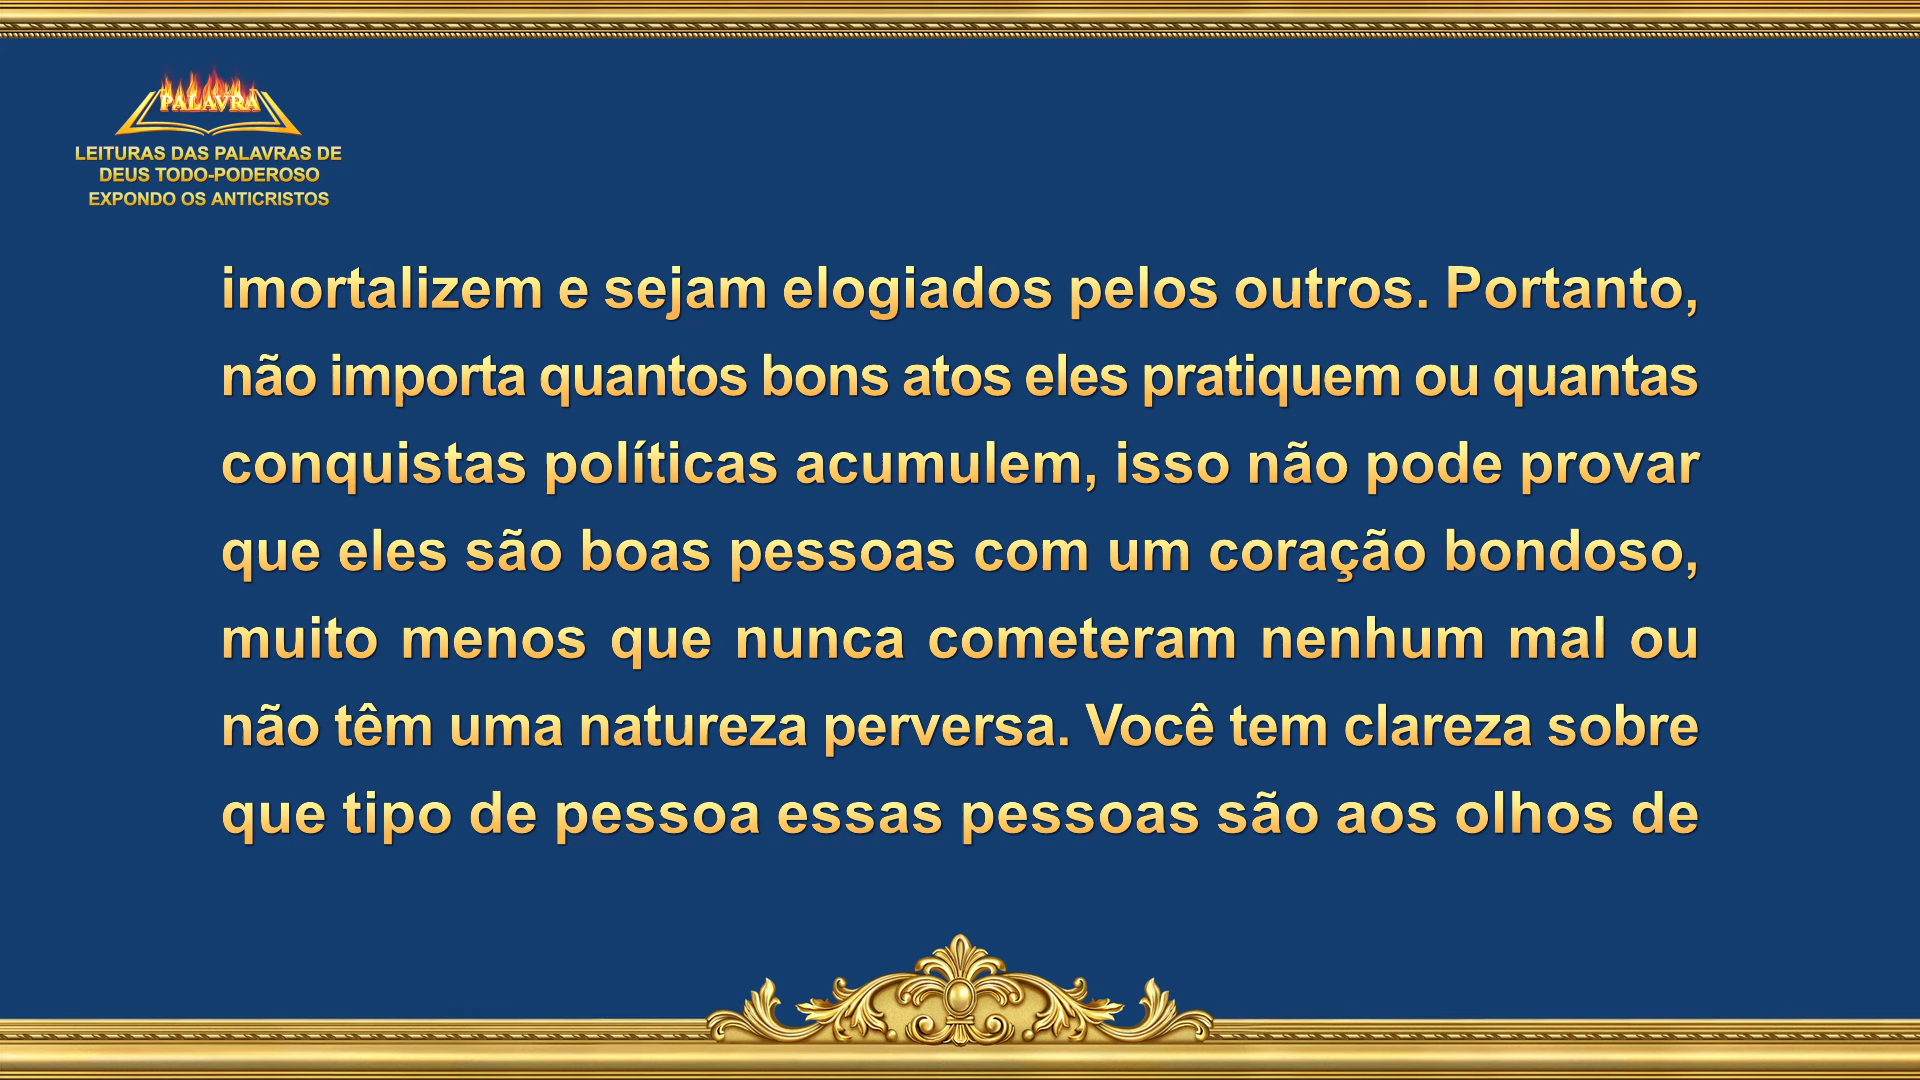 PALAVRA
LEITURAS DAS PALAVRAS DE
DEUS TODO-PODEROSO
EXPONDO OS ANTICRISTOS
imortalizem e sejam elogiados pelos outros. Portanto,
não importa quantos bons atos eles pratiquem ou quantas
conquistas políticas acumulem, isso não pode provar
que eles são boas pessoas com um coração bondoso,
muito menos que nunca cometeram nenhum mal ou
não têm uma natureza perversa. Você tem clareza sobre
que tipo de pessoa essas pessoas são aos olhos de